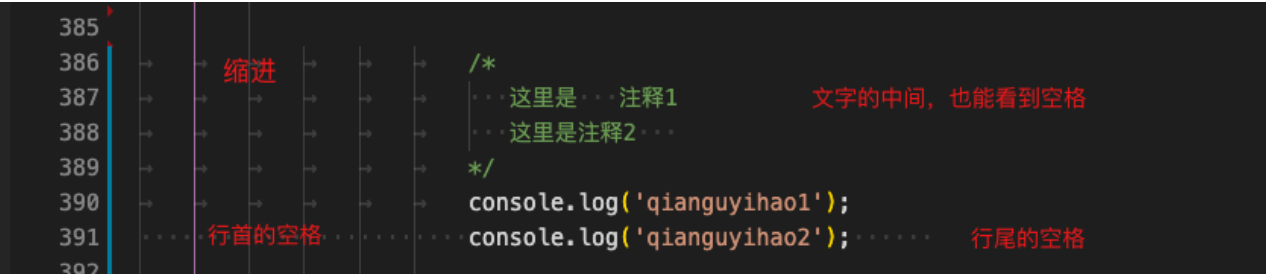 385
386 缩进 /*
387 ···这里是···注释1 文字的中间，也能看到空格
388 ···这里是注释2···
389 */
390 console.log('qianguyihao1');
391 行首的空格 console.log('qianguyihao2'); 行尾的空格
392